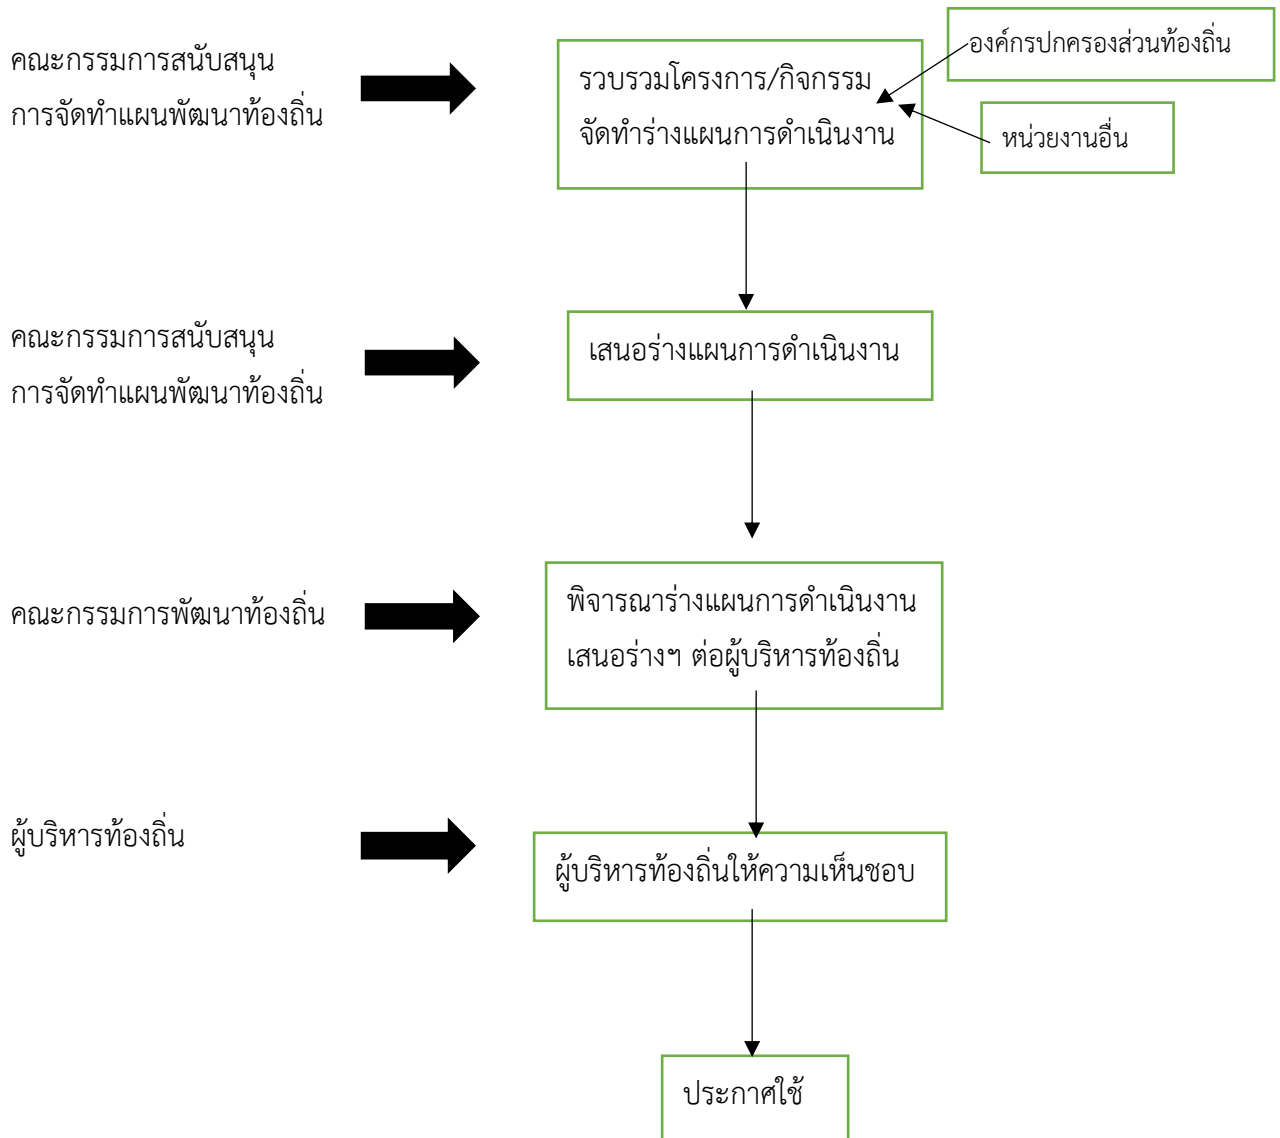 คณะกรรมการสนับสนุน
การจัดทำแผนพัฒนาท้องถิ่น
รวบรวมโครงการ/กิจกรรม
จัดทำร่างแผนการดำเนินงาน
องค์กรปกครองส่วนท้องถิ่น
หน่วยงานอื่น
คณะกรรมการสนับสนุน
การจัดทำแผนพัฒนาท้องถิ่น
เสนอร่างแผนการดำเนินงาน
คณะกรรมการพัฒนาท้องถิ่น
พิจารณาร่างแผนการดำเนินงาน
เสนอร่างฯ ต่อผู้บริหารท้องถิ่น
ผู้บริหารท้องถิ่น
ผู้บริหารท้องถิ่นให้ความเห็นชอบ
ประกาศใช้